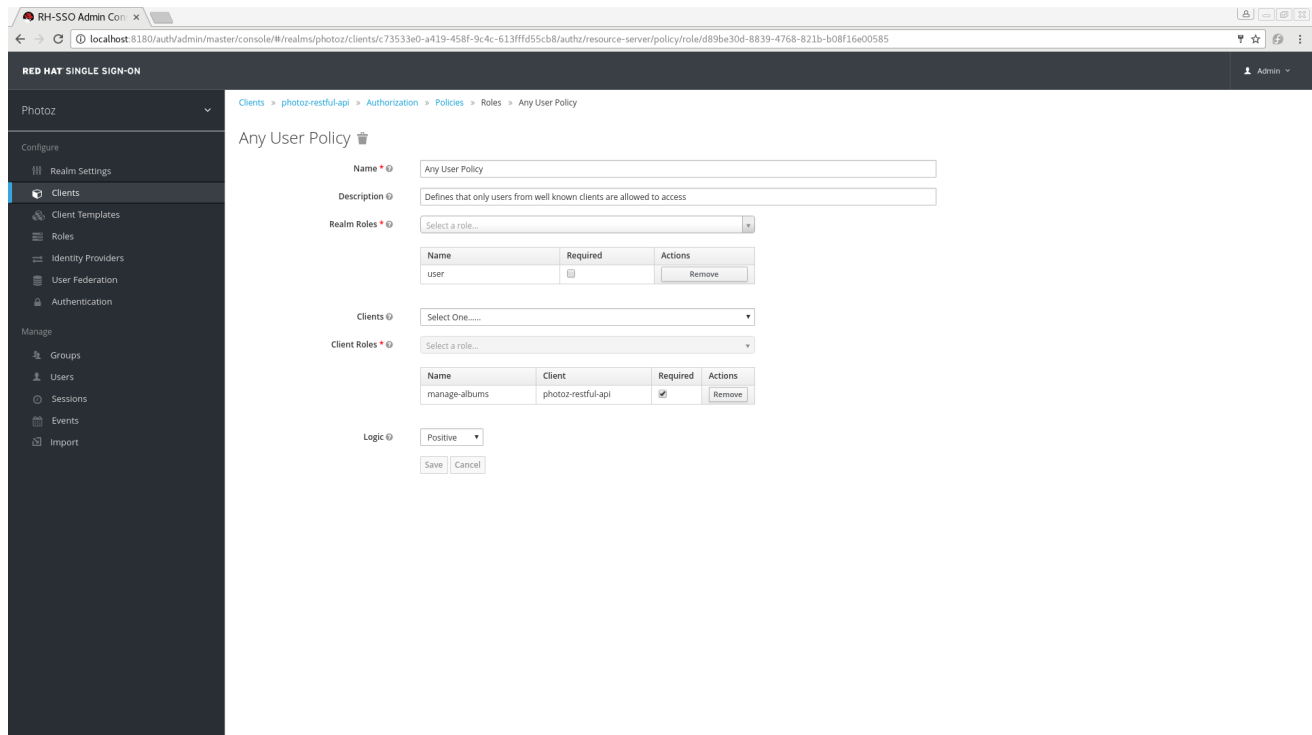 RH-SSO Admin Con
localhost:8180/auth/admin/master/console/#/realms/photoz/clients/c73533e0-a419-458f-9c4c-613fffd55cb8/authz/resource-server/policy/role/d89be30d-8839-4768-821b-b08f16e00585
RED HAT SINGLE SIGN-ON
Admin
Photoz
Clients » photoz-restful-api » Authorization » Policies » Roles » Any User Policy
Any User Policy
Configure
Realm Settings
Clients
Client Templates
Roles
Identity Providers
User Federation
Authentication
Manage
Groups
Users
Sessions
Events
Import
Name * Any User Policy
Description Defines that only users from well known clients are allowed to access
Realm Roles * Select a role...
Name Required Actions
user Remove
Clients Select One......
Client Roles * Select a role...
Name Client Required Actions
manage-albums photoz-restful-api Remove
Logic Positive
Save Cancel